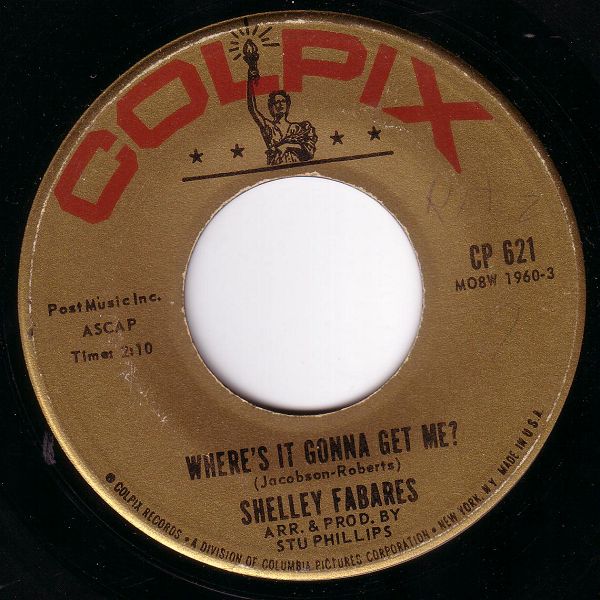 COLPIX
CP 621
MO8W 1960-3
Post Music Inc.
ASCAP
Time: 2:10
WHERE'S IT GONNA GET ME?
(Jacobson-Roberts)
SHELLEY FABARES
ARR. & PROD. BY
STU PHILLIPS
® COLPIX RECORDS • A DIVISION OF COLUMBIA PICTURES CORPORATION • NEW YORK, N.Y. MADE IN U.S.A.